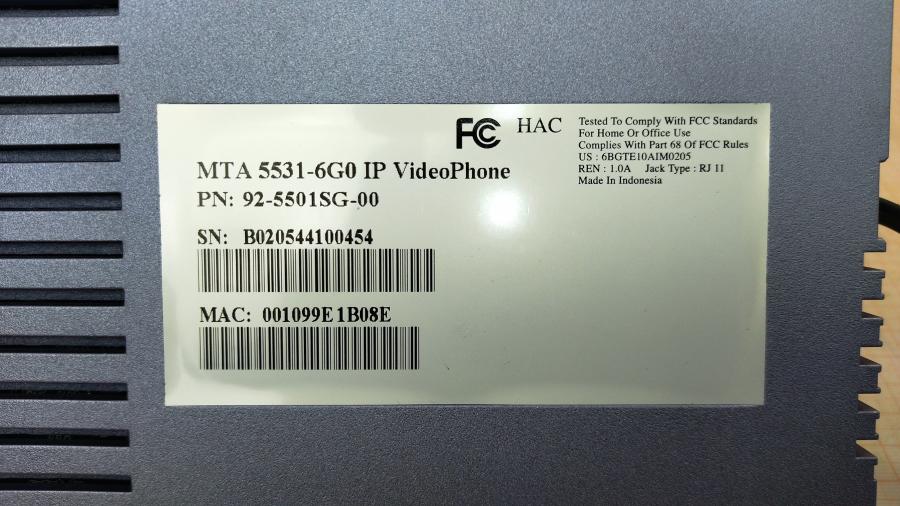 FCC HAC
Tested To Comply With FCC Standards
For Home Or Office Use
Complies With Part 68 Of FCC Rules
US : 6BGTE10AIM0205
REN : 1.0A Jack Type : RJ 11
Made In Indonesia
MTA 5531-6G0 IP VideoPhone
PN: 92-5501SG-00
SN: B020544100454
MAC: 001099E1B08E